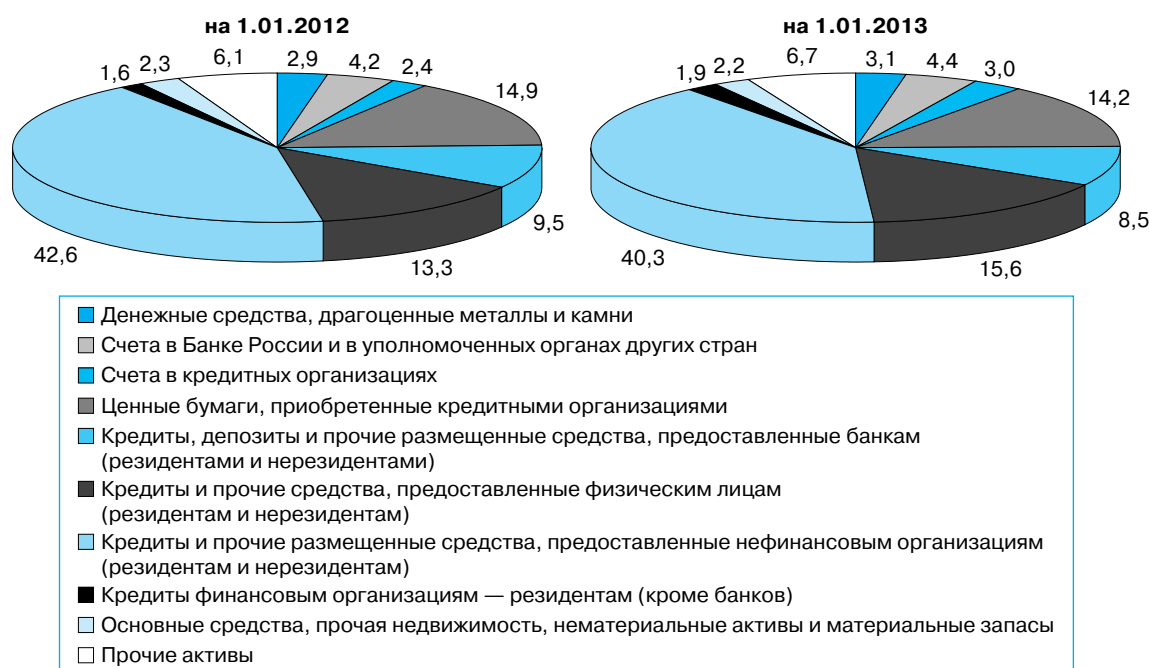 на 1.01.2012
1,6
2,3
6,1
2,9
4,2
2,4
14,9
9,5
13,3
42,6
на 1.01.2013
1,9
2,2
6,7
3,1
4,4
3,0
14,2
8,5
15,6
40,3
Денежные средства, драгоценные металлы и камни
Счета в Банке России и в уполномоченных органах других стран
Счета в кредитных организациях
Ценные бумаги, приобретенные кредитными организациями
Кредиты, депозиты и прочие размещенные средства, предоставленные банкам
(резидентами и нерезидентами)
Кредиты и прочие средства, предоставленные физическим лицам
(резидентам и нерезидентам)
Кредиты и прочие размещенные средства, предоставленные нефинансовым организациям
(резидентам и нерезидентам)
Кредиты финансовым организациям — резидентам (кроме банков)
Основные средства, прочая недвижимость, нематериальные активы и материальные запасы
Прочие активы